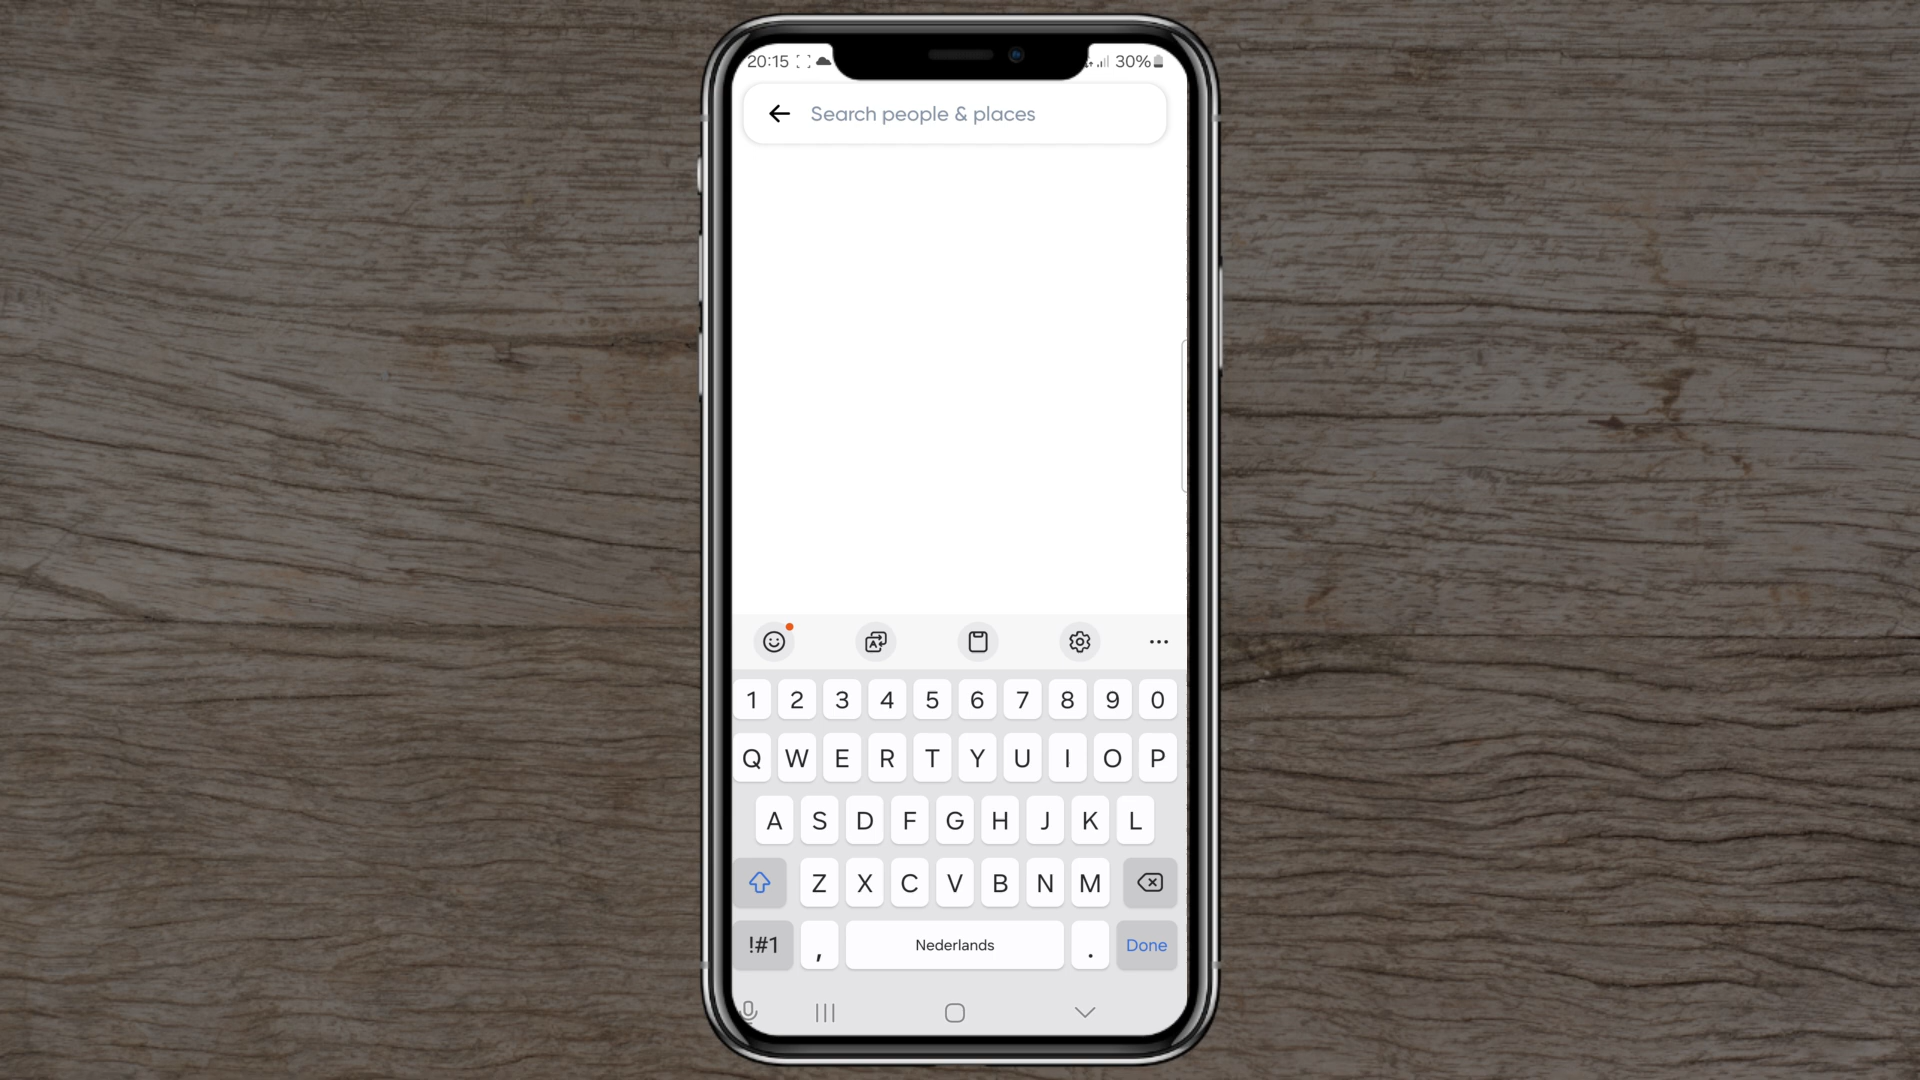 20:15 30%
Search people & places
1 2 3 4 5 6 7 8 9 0
Q W E R T Y U I O P
A S D F G H J K L
Z X C V B N M
!#1 , Nederlands . Done